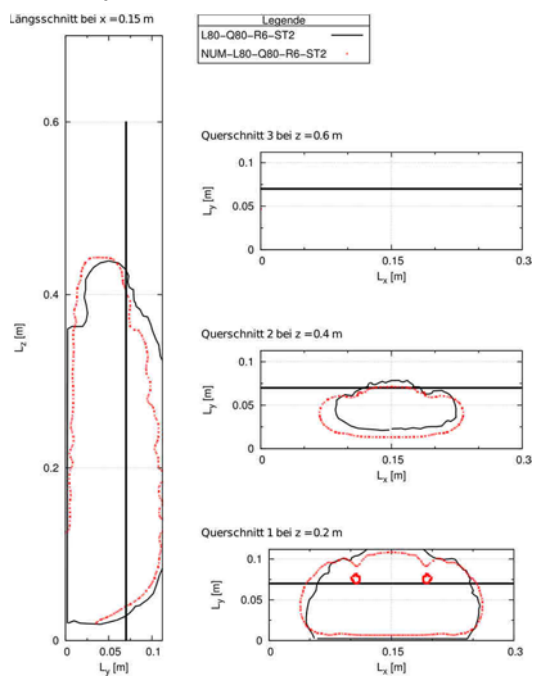 Längsschnitt bei x = 0.15 m
Legende
L80-Q80-R6-ST2
NUM-L80-Q80-R6-ST2
0.6
0.4
0.2
0
L_z [m]
0 0.05 0.1
L_y [m]
Querschnitt 3 bei z = 0.6 m
0.1
0.05
0
L_y [m]
0 0.15 0.3
L_x [m]
Querschnitt 2 bei z = 0.4 m
0.1
0.05
0
L_y [m]
0 0.15 0.3
L_x [m]
Querschnitt 1 bei z = 0.2 m
0.1
0.05
0
L_y [m]
0 0.15 0.3
L_x [m]